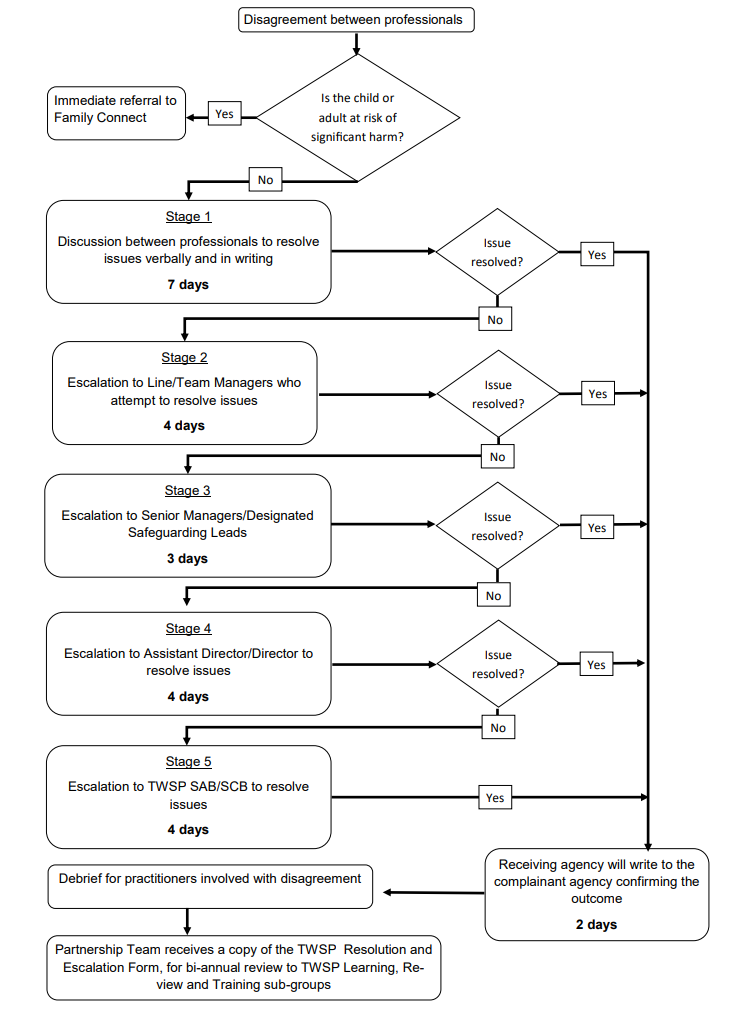 Disagreement between professionals
Is the child or
adult at risk of
significant harm?
Yes
Immediate referral to
Family Connect
No
Stage 1
Discussion between professionals to resolve
issues verbally and in writing
7 days
Issue
resolved?
Yes
No
Stage 2
Escalation to Line/Team Managers who
attempt to resolve issues
4 days
Issue
resolved?
Yes
No
Stage 3
Escalation to Senior Managers/Designated
Safeguarding Leads
3 days
Issue
resolved?
Yes
No
Stage 4
Escalation to Assistant Director/Director to
resolve issues
4 days
Issue
resolved?
Yes
No
Stage 5
Escalation to TWSP SAB/SCB to resolve
issues
4 days
Yes
Receiving agency will write to the
complainant agency confirming the
outcome
2 days
Debrief for practitioners involved with disagreement
Partnership Team receives a copy of the TWSP Resolution and
Escalation Form, for bi-annual review to TWSP Learning, Re-
view and Training sub-groups